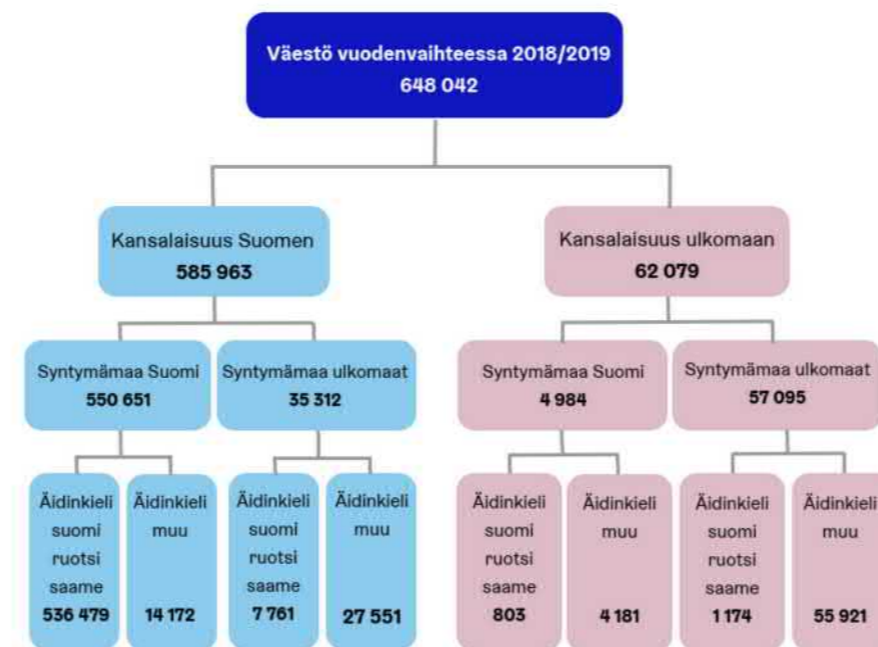 Väestö vuodenvaihteessa 2018/2019
648 042
Kansalaisuus Suomen
585 963
Kansalaisuus ulkomaan
62 079
Syntymämaa Suomi
550 651
Syntymämaa ulkomaat
35 312
Syntymämaa Suomi
4 984
Syntymämaa ulkomaat
57 095
Äidinkieli
suomi
ruotsi
saame
536 479
Äidinkieli
muu
14 172
Äidinkieli
suomi
ruotsi
saame
7 761
Äidinkieli
muu
27 551
Äidinkieli
suomi
ruotsi
saame
803
Äidinkieli
muu
4 181
Äidinkieli
suomi
ruotsi
saame
1 174
Äidinkieli
muu
55 921